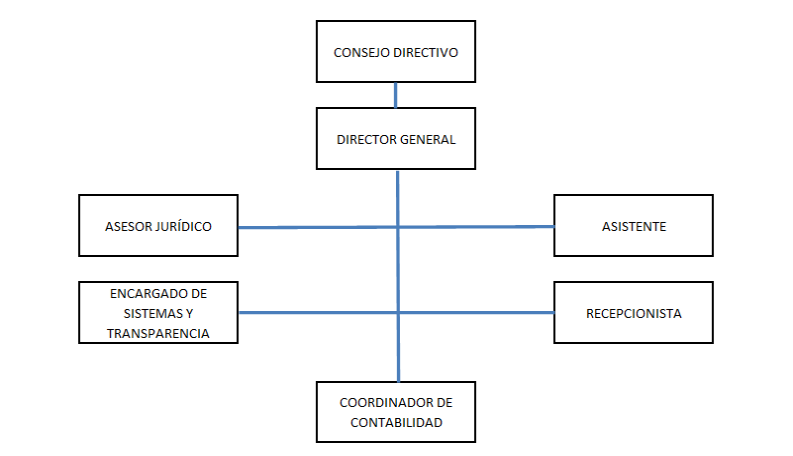 CONSEJO DIRECTIVO
DIRECTOR GENERAL
ASESOR JURÍDICO
ASISTENTE
ENCARGADO DE
SISTEMAS Y
TRANSPARENCIA
RECEPCIONISTA
COORDINADOR DE
CONTABILIDAD